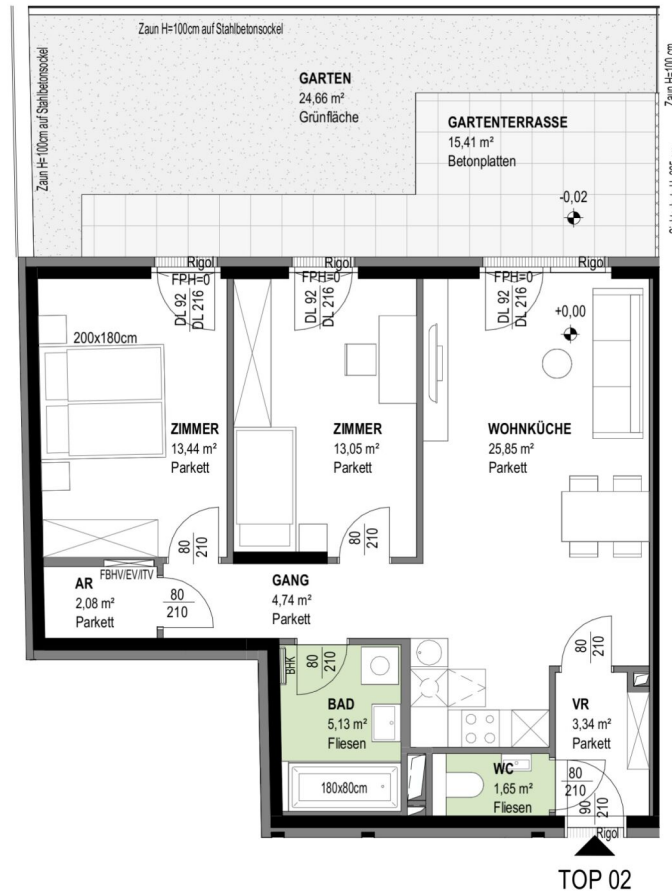 Zaun H=100cm auf Stahlbetonsockel
Zaun H=100cm auf Stahlbetonsockel
Zaun H=100 cm
GARTEN
24,66 m²
Grünfläche
GARTENTERRASSE
15,41 m²
Betonplatten
-0,02
Rigol
FPH=0
DL 92
DL 216
Rigol
FPH=0
DL 92
DL 216
Rigol
FPH=0
DL 92
DL 216
+0,00
200x180cm
ZIMMER
13,44 m²
Parkett
ZIMMER
13,05 m²
Parkett
WOHNKÜCHE
25,85 m²
Parkett
80
210
80
210
FBHV/EV/ITV
AR
2,08 m²
Parkett
80
210
GANG
4,74 m²
Parkett
80
210
BHK
80
210
BAD
5,13 m²
Fliesen
180x80cm
VR
3,34 m²
Parkett
WC
1,65 m²
Fliesen
80
210
90
210
Rigol
TOP 02